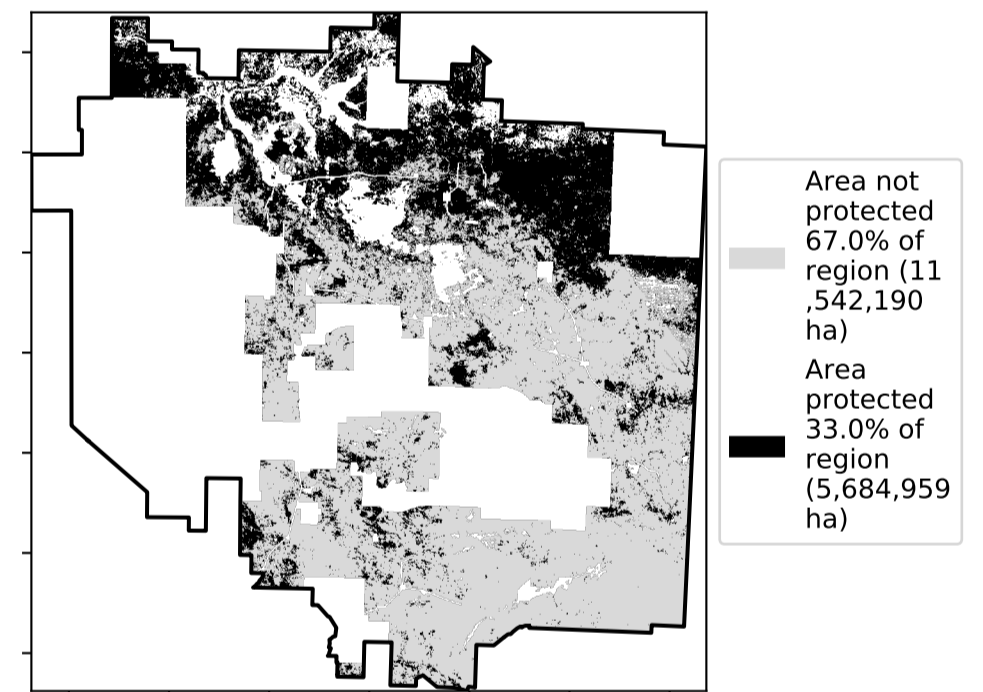 Area not
protected
67.0% of
region (11
,542,190
ha)
Area
protected
33.0% of
region
(5,684,959
ha)